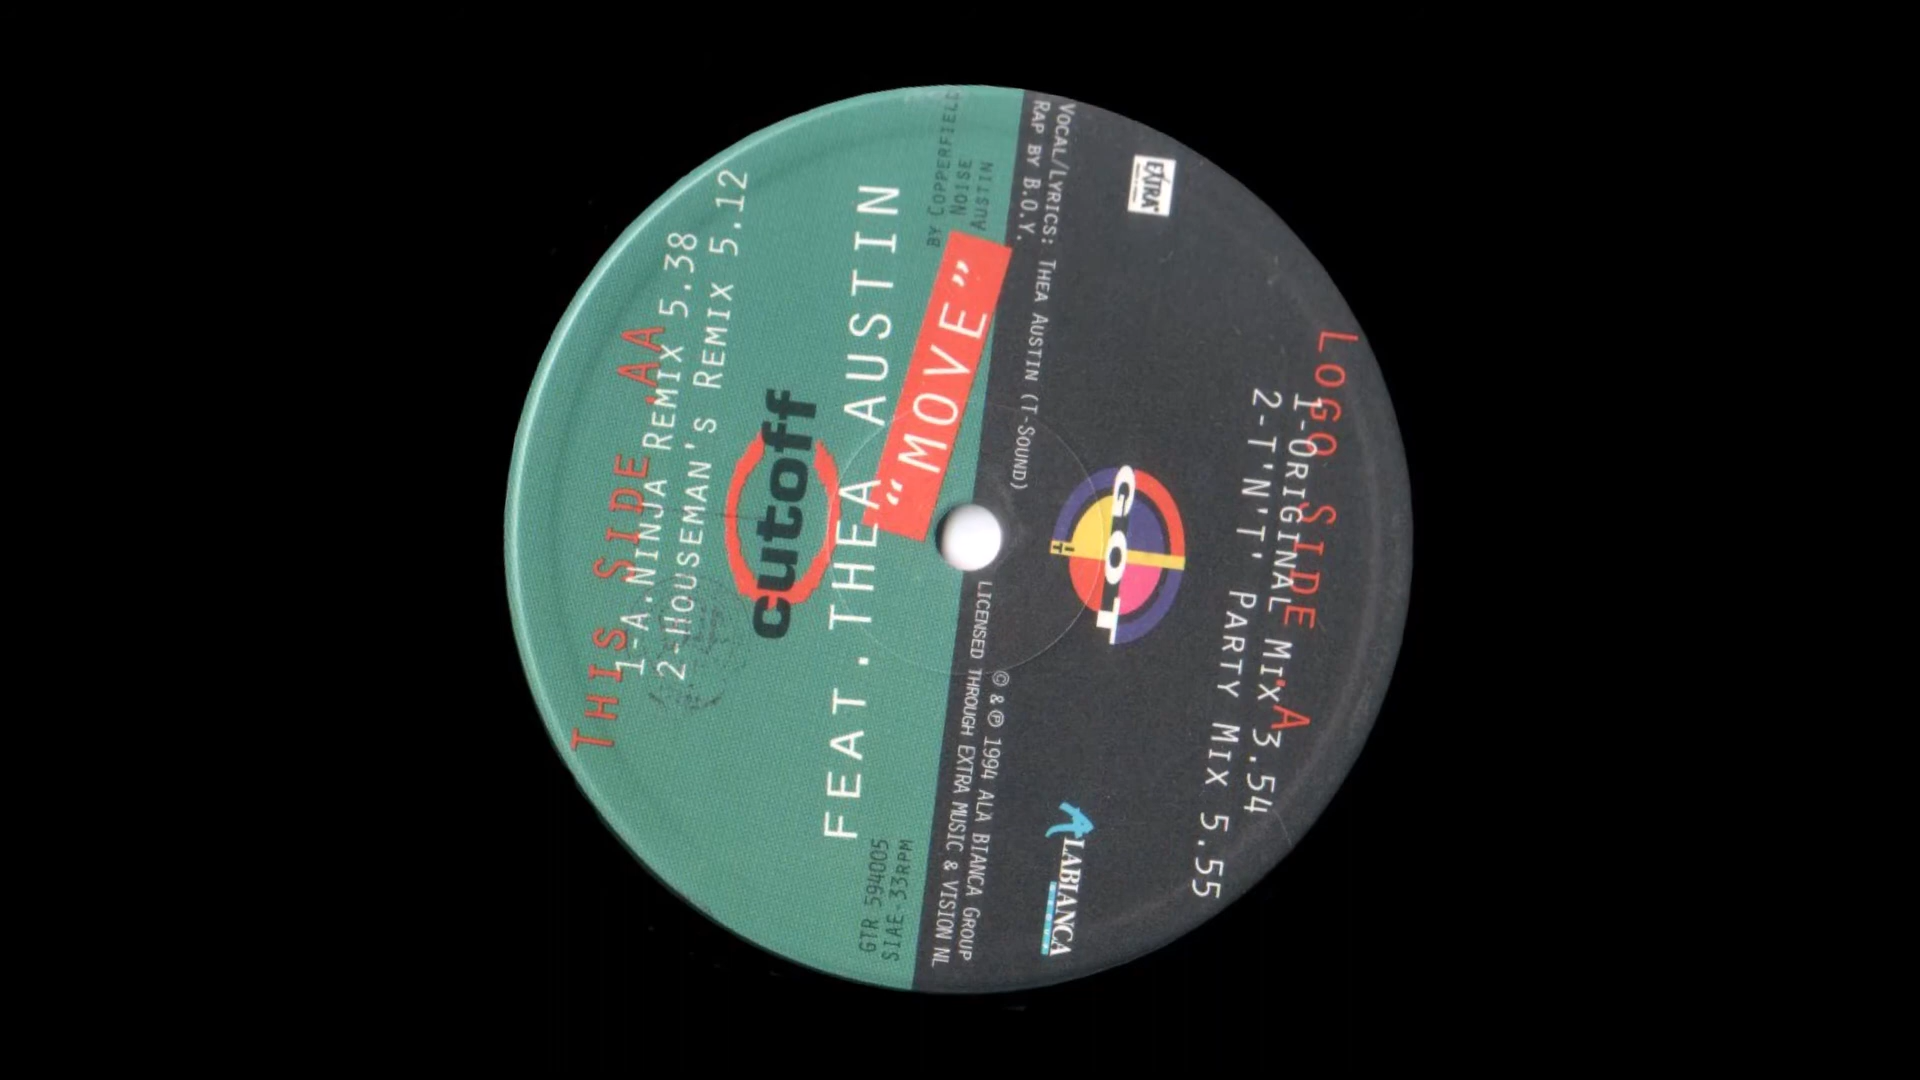 THIS SIDE .AA
1-A.NINJA REMIX 5.38
2-HOUSEMAN'S REMIX 5.12
cutoff
FEAT. THEA AUSTIN
"MOVE"
BY COPPERFIELD
NOISE
AUSTIN
GTR 594005
SIAE-33RPM
VOCAL/LYRICS: THEA AUSTIN (T-SOUND)
RAP BY B.O.Y.
© & ℗ 1994 ALA BIANCA GROUP
LICENSED THROUGH EXTRA MUSIC & VISION NL
EXTRA
GOT
IT
ALABIANCA
LOGO SIDE .A
1-ORIGINAL MIX 3.54
2-T'N'T' PARTY MIX 5.55